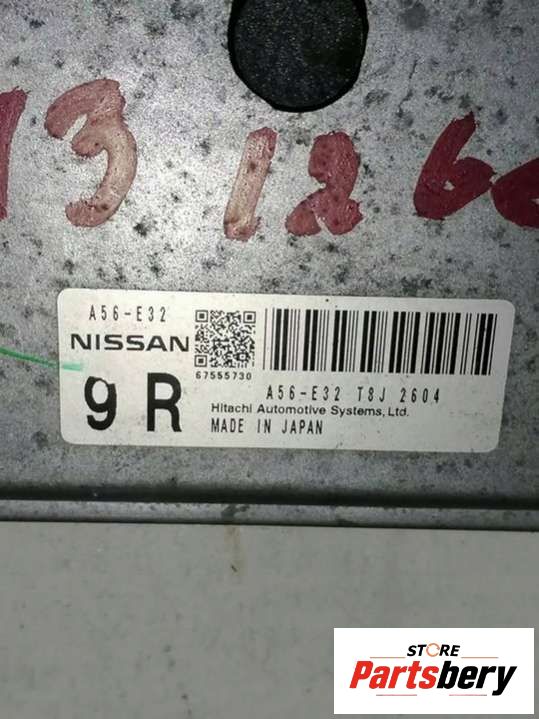 13 12
A56-E32
NISSAN
67555730
9 R
A56-E32 T8J 2604
Hitachi Automotive Systems, Ltd.
MADE IN JAPAN
STORE
Partsbery